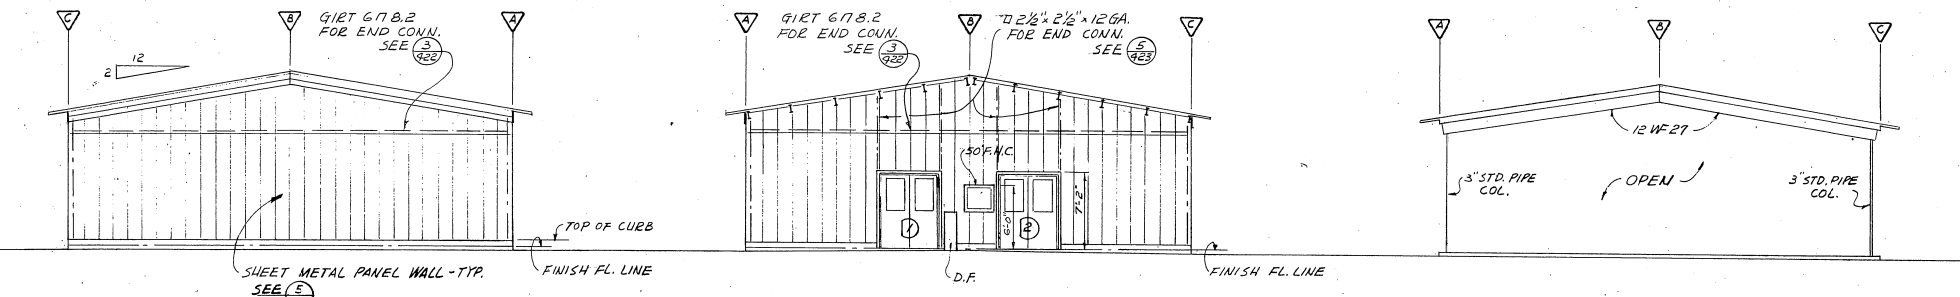 C
B
A
GIRT 6⊓8.2
FOR END CONN.
SEE 3/422
12
2
TOP OF CURB
FINISH FL. LINE
SHEET METAL PANEL WALL - TYP.
SEE 5
A
B
C
GIRT 6⊓8.2
FOR END CONN.
SEE 3/422
□ 2½" x 2½" x 12 GA.
FOR END CONN.
SEE 5/423
50' F.H.C.
1
2
6'-0"
7'-2"
D.F.
FINISH FL. LINE
A
B
C
12 WF 27
3" STD. PIPE
COL.
OPEN
3" STD. PIPE
COL.